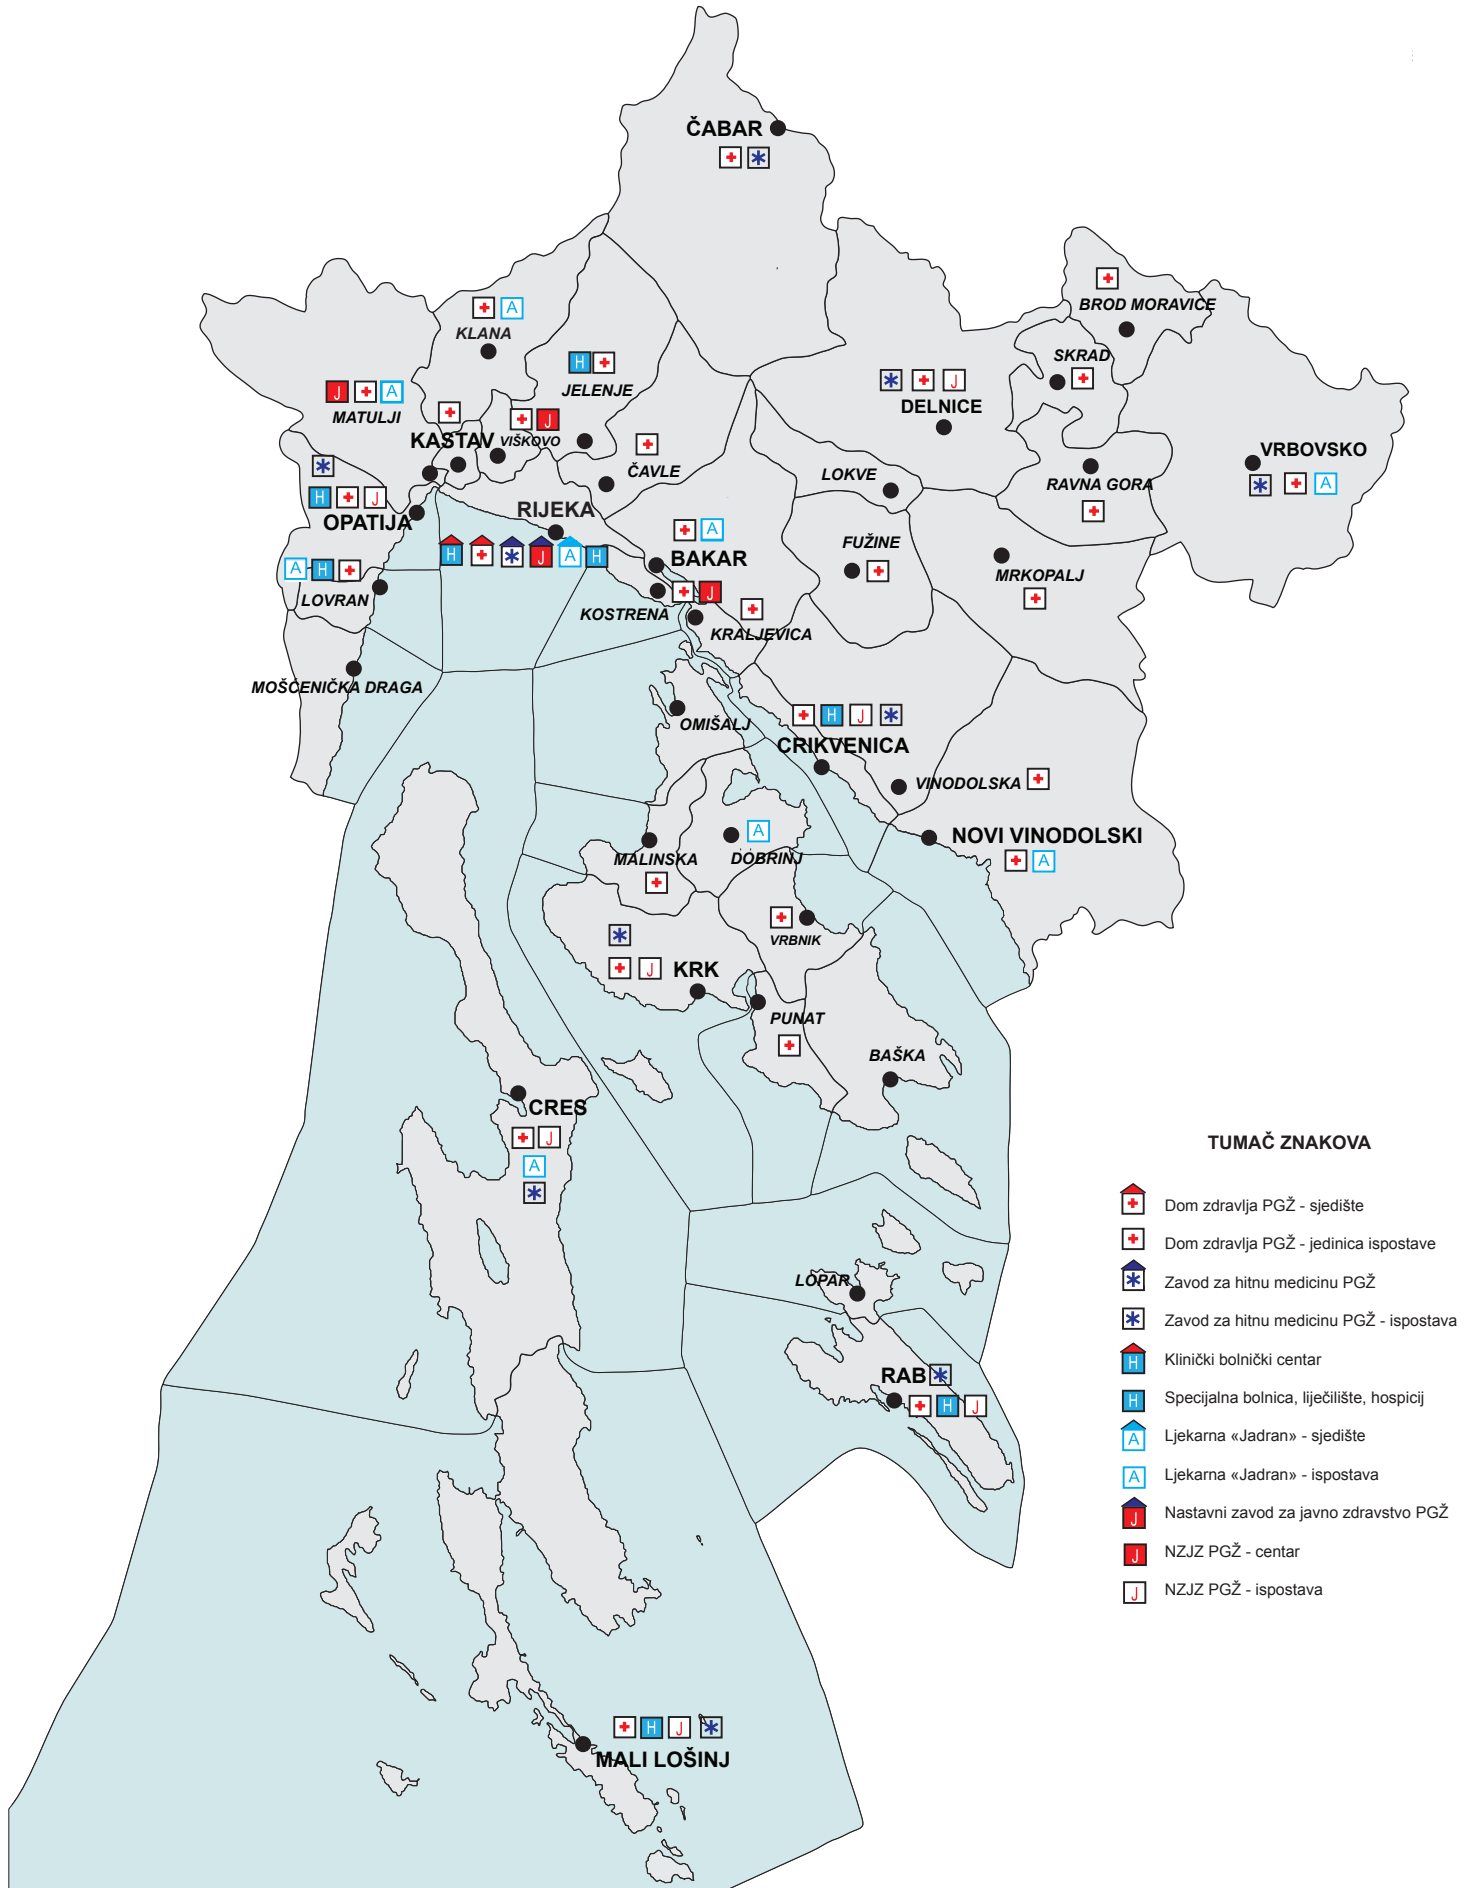 ČABAR
BROD MORAVICE
KLANA
SKRAD
JELENJE
MATULJI
DELNICE
KASTAV
VIŠKOVO
VRBOVSKO
ČAVLE
LOKVE
RAVNA GORA
OPATIJA
RIJEKA
FUŽINE
BAKAR
MRKOPALJ
LOVRAN
KOSTRENA
KRALJEVICA
MOŠĆENIČKA DRAGA
OMIŠALJ
CRIKVENICA
VINODOLSKA
NOVI VINODOLSKI
MALINSKA
DOBRINJ
VRBNIK
KRK
PUNAT
BAŠKA
CRES
LOPAR
RAB
MALI LOŠINJ
TUMAČ ZNAKOVA
Dom zdravlja PGŽ - sjedište
Dom zdravlja PGŽ - jedinica ispostave
Zavod za hitnu medicinu PGŽ
Zavod za hitnu medicinu PGŽ - ispostava
H Klinički bolnički centar
H Specijalna bolnica, liječilište, hospicij
A Ljekarna «Jadran» - sjedište
A Ljekarna «Jadran» - ispostava
J Nastavni zavod za javno zdravstvo PGŽ
J NZJZ PGŽ - centar
J NZJZ PGŽ - ispostava